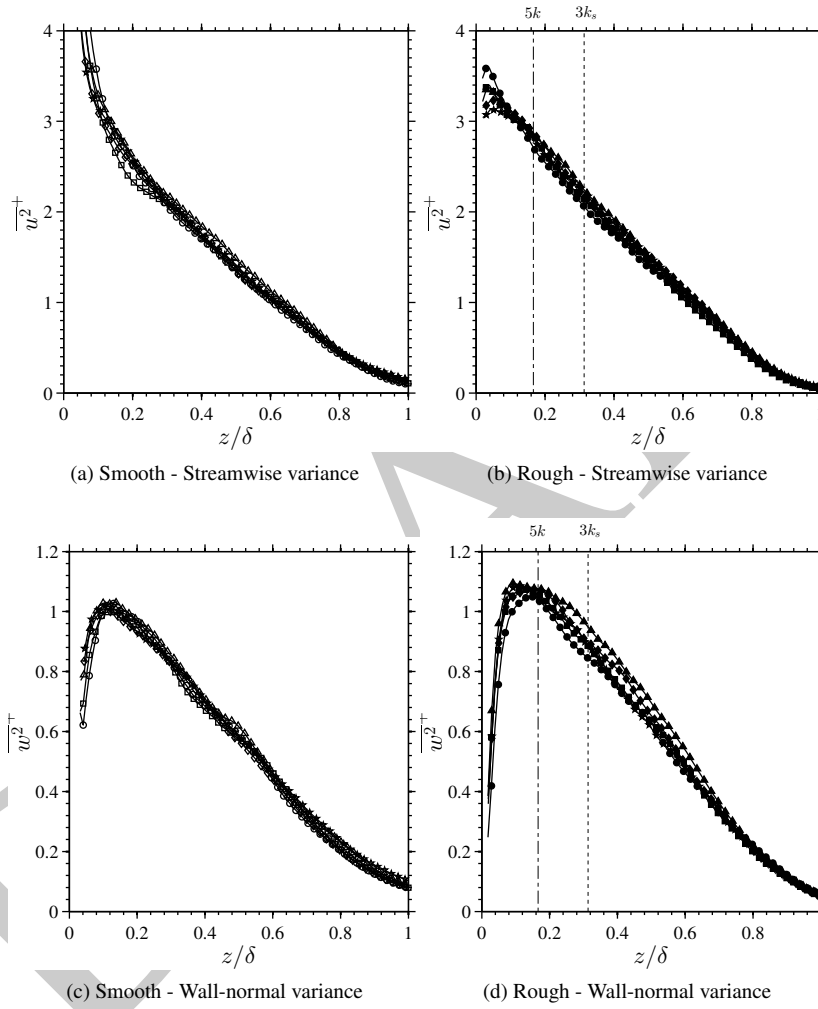 5k 3k_s
4
3
2
1
0
\overline{u^2}^+
0 0.2 0.4 0.6 0.8 1
z/δ
(a) Smooth - Streamwise variance
4
3
2
1
0
\overline{u^2}^+
0 0.2 0.4 0.6 0.8
z/δ
(b) Rough - Streamwise variance
5k 3k_s
1.2
1
0.8
0.6
0.4
0.2
0
\overline{w^2}^+
0 0.2 0.4 0.6 0.8 1
z/δ
(c) Smooth - Wall-normal variance
1.2
1
0.8
0.6
0.4
0.2
0
\overline{w^2}^+
0 0.2 0.4 0.6 0.8
z/δ
(d) Rough - Wall-normal variance